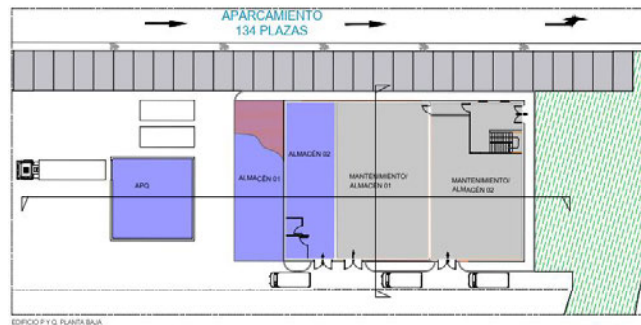 APARCAMIENTO
134 PLAZAS
ALMACÉN 02
APQ
ALMACÉN 01
MANTENIMIENTO/
ALMACÉN 01
MANTENIMIENTO/
ALMACÉN 02
EDIFICIO P Y Q. PLANTA BAJA